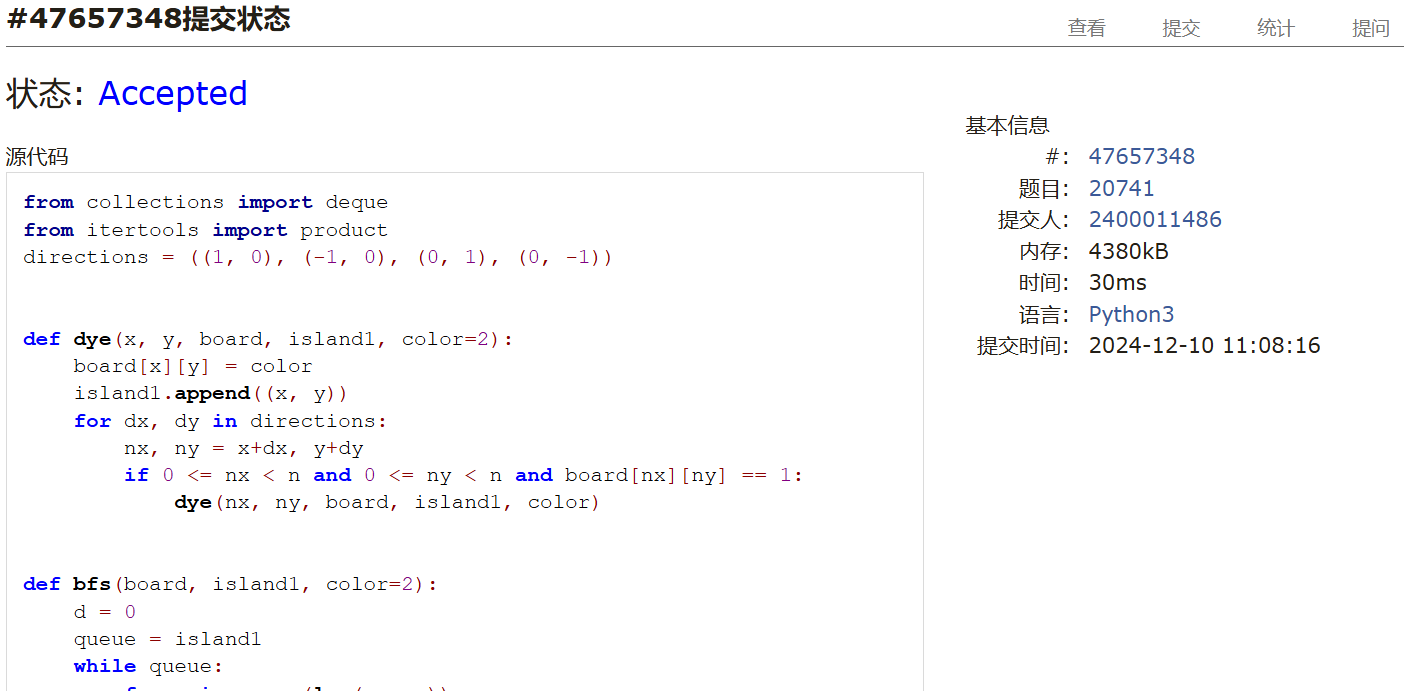 #47657348提交状态
查看 提交 统计 提问
状态: Accepted
源代码
from collections import deque
from itertools import product
directions = ((1, 0), (-1, 0), (0, 1), (0, -1))
def dye(x, y, board, island1, color=2):
    board[x][y] = color
    island1.append((x, y))
    for dx, dy in directions:
        nx, ny = x+dx, y+dy
        if 0 <= nx < n and 0 <= ny < n and board[nx][ny] == 1:
            dye(nx, ny, board, island1, color)
def bfs(board, island1, color=2):
    d = 0
    queue = island1
    while queue:
基本信息
#: 47657348
题目: 20741
提交人: 2400011486
内存: 4380kB
时间: 30ms
语言: Python3
提交时间: 2024-12-10 11:08:16